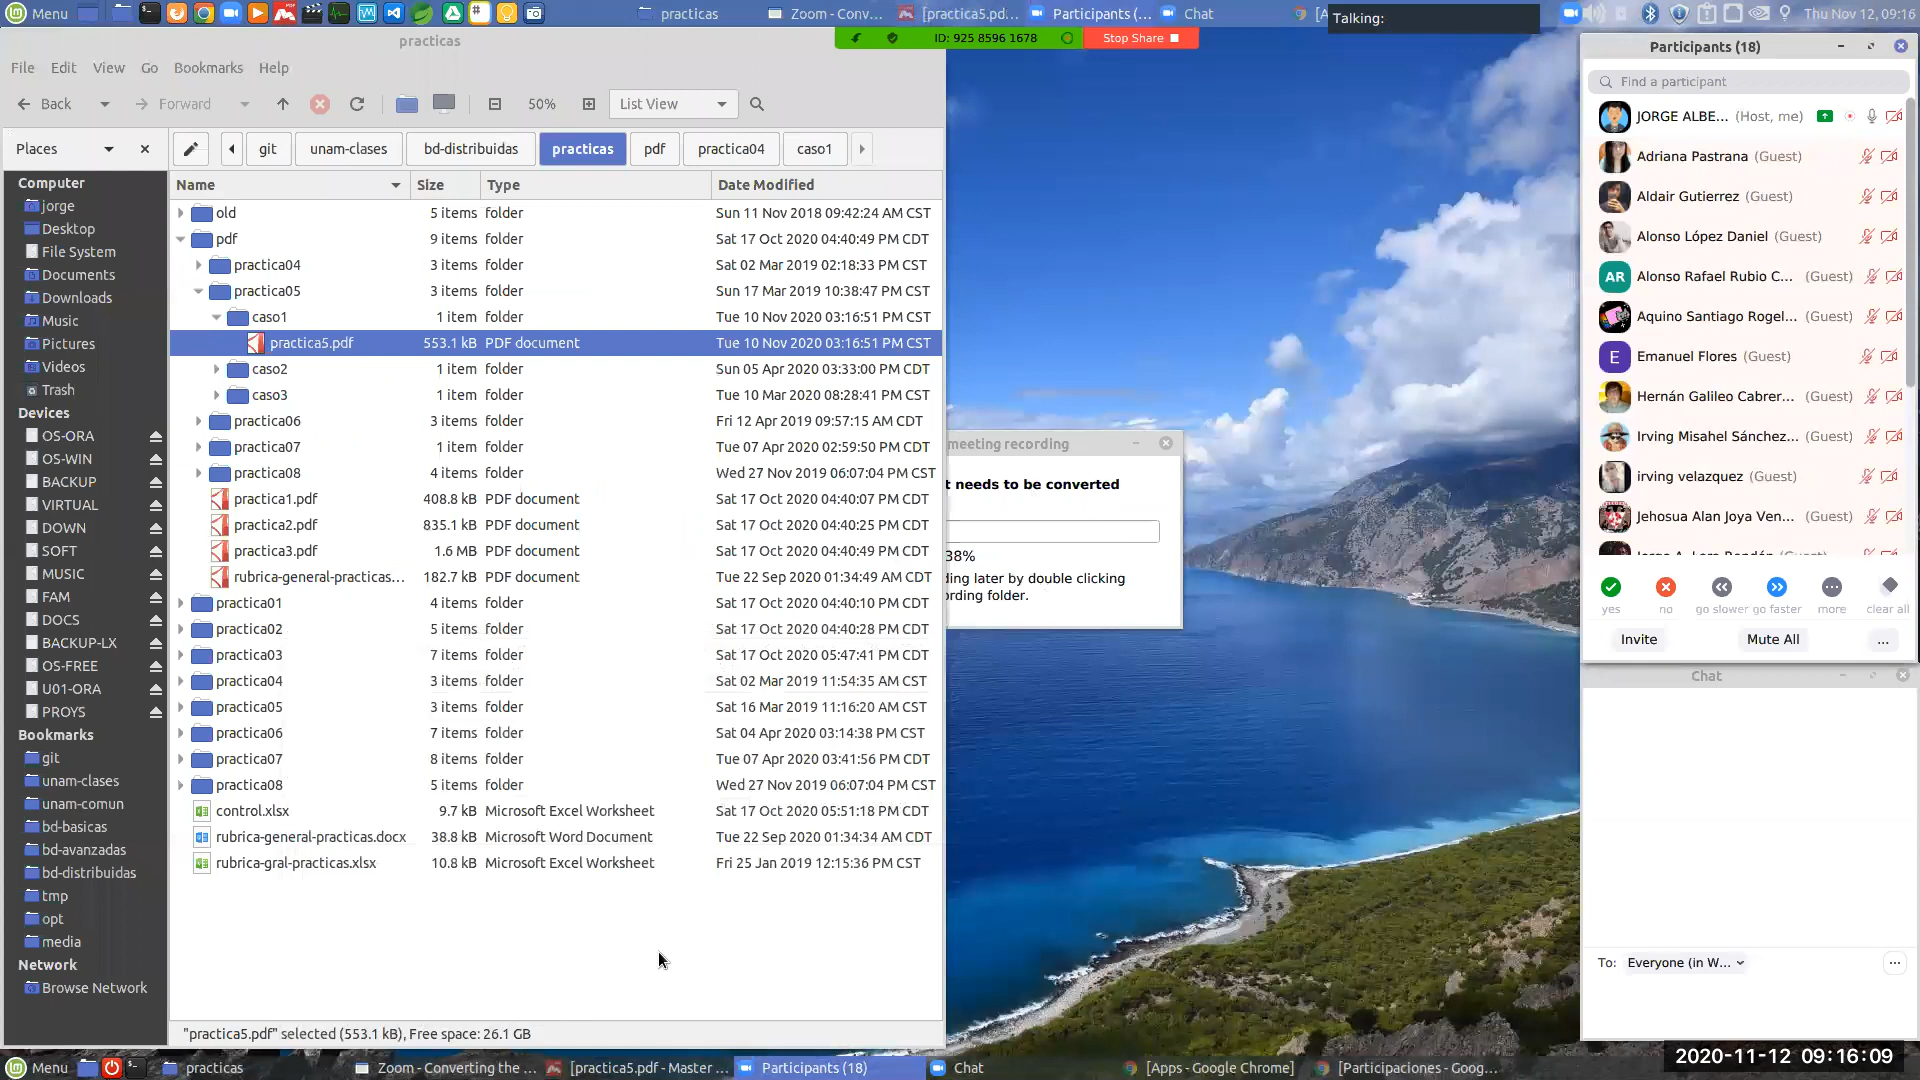 Menu
practicas
Zoom - Conv...
[practica5.pd...
Participants (...
Chat
Talking:
Thu Nov 12, 09:16
practicas
ID: 925 8596 1678
Stop Share
File Edit View Go Bookmarks Help
Back
Forward
50%
List View
Places
git
unam-clases
bd-distribuidas
practicas
pdf
practica04
caso1
Computer
jorge
Desktop
File System
Documents
Downloads
Music
Pictures
Videos
Trash
Devices
OS-ORA
OS-WIN
BACKUP
VIRTUAL
DOWN
SOFT
MUSIC
FAM
DOCS
BACKUP-LX
OS-FREE
U01-ORA
PROYS
Bookmarks
git
unam-clases
unam-comun
bd-basicas
bd-avanzadas
bd-distribuidas
tmp
opt
media
Network
Browse Network
Name Size Type Date Modified
old 5 items folder Sun 11 Nov 2018 09:42:24 AM CST
pdf 9 items folder Sat 17 Oct 2020 04:40:49 PM CDT
practica04 3 items folder Sat 02 Mar 2019 02:18:33 PM CST
practica05 3 items folder Sun 17 Mar 2019 10:38:47 PM CST
caso1 1 item folder Tue 10 Nov 2020 03:16:51 PM CST
practica5.pdf 553.1 kB PDF document Tue 10 Nov 2020 03:16:51 PM CST
caso2 1 item folder Sun 05 Apr 2020 03:33:00 PM CDT
caso3 1 item folder Tue 10 Mar 2020 08:28:41 PM CST
practica06 3 items folder Fri 12 Apr 2019 09:57:15 AM CDT
practica07 1 item folder Tue 07 Apr 2020 02:59:50 PM CDT
practica08 4 items folder Wed 27 Nov 2019 06:07:04 PM CST
practica1.pdf 408.8 kB PDF document Sat 17 Oct 2020 04:40:07 PM CDT
practica2.pdf 835.1 kB PDF document Sat 17 Oct 2020 04:40:25 PM CDT
practica3.pdf 1.6 MB PDF document Sat 17 Oct 2020 04:40:49 PM CDT
rubrica-general-practicas... 182.7 kB PDF document Tue 22 Sep 2020 01:34:49 AM CDT
practica01 4 items folder Sat 17 Oct 2020 04:40:10 PM CDT
practica02 5 items folder Sat 17 Oct 2020 04:40:28 PM CDT
practica03 7 items folder Sat 17 Oct 2020 05:47:41 PM CDT
practica04 3 items folder Sat 02 Mar 2019 11:54:35 AM CST
practica05 3 items folder Sat 16 Mar 2019 11:16:20 AM CST
practica06 7 items folder Sat 04 Apr 2020 03:14:38 PM CST
practica07 8 items folder Tue 07 Apr 2020 03:41:56 PM CDT
practica08 5 items folder Wed 27 Nov 2019 06:07:04 PM CST
control.xlsx 9.7 kB Microsoft Excel Worksheet Sat 17 Oct 2020 05:51:18 PM CDT
rubrica-general-practicas.docx 38.8 kB Microsoft Word Document Tue 22 Sep 2020 01:34:34 AM CDT
rubrica-gral-practicas.xlsx 10.8 kB Microsoft Excel Worksheet Fri 25 Jan 2019 12:15:36 PM CST
"practica5.pdf" selected (553.1 kB), Free space: 26.1 GB
meeting recording
t needs to be converted
38%
ding later by double clicking
ording folder.
Participants (18)
Find a participant
JORGE ALBE... (Host, me)
Adriana Pastrana (Guest)
Aldair Gutierrez (Guest)
Alonso López Daniel (Guest)
AR Alonso Rafael Rubio C... (Guest)
Aquino Santiago Rogel... (Guest)
E Emanuel Flores (Guest)
Hernán Galileo Cabrer... (Guest)
Irving Misahel Sánchez... (Guest)
irving velazquez (Guest)
Jehosua Alan Joya Ven... (Guest)
yes no go slower go faster more clear all
Invite
Mute All
...
Chat
To: Everyone (in W...
2020-11-12 09:16:09
Menu
practicas
Zoom - Converting the ...
[practica5.pdf - Master ...
Participants (18)
Chat
[Apps - Google Chrome]
[Participaciones - Goog...